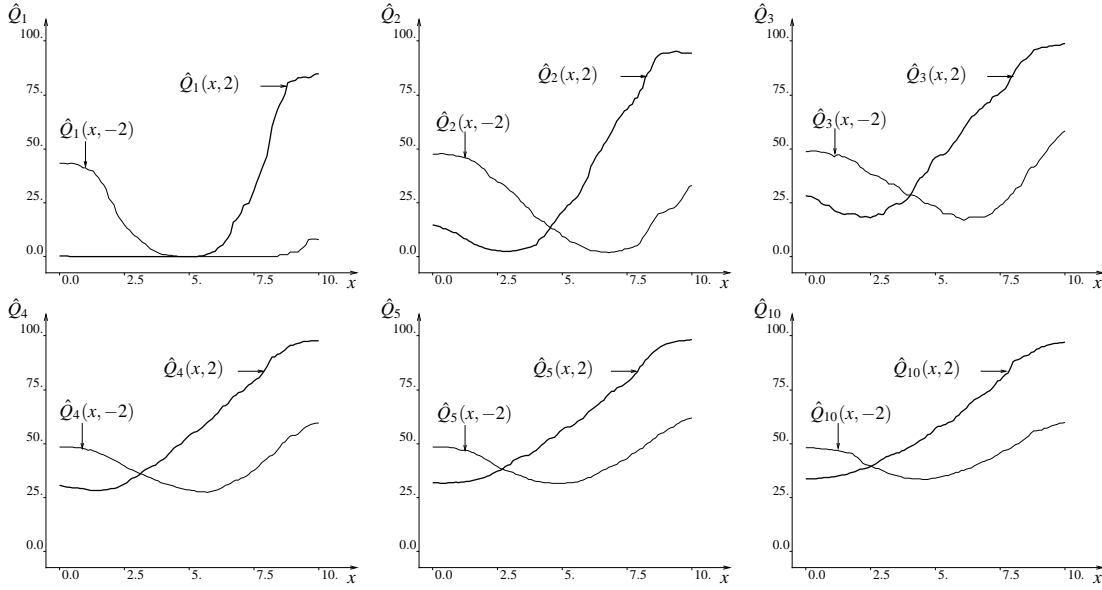 Q̂₁
100.
75.
50.
25.
0.0
0.0 2.5 5. 7.5 10.
x
Q̂₁(x, 2)
Q̂₁(x, −2)
Q̂₂
100.
75.
50.
25.
0.0
0.0 2.5 5. 7.5 10.
x
Q̂₂(x, 2)
Q̂₂(x, −2)
Q̂₃
100.
75.
50.
25.
0.0
0.0 2.5 5. 7.5 10.
x
Q̂₃(x, 2)
Q̂₃(x, −2)
Q̂₄
100.
75.
50.
25.
0.0
0.0 2.5 5. 7.5 10.
x
Q̂₄(x, 2)
Q̂₄(x, −2)
Q̂₅
100.
75.
50.
25.
0.0
0.0 2.5 5. 7.5 10.
x
Q̂₅(x, 2)
Q̂₅(x, −2)
Q̂₁₀
100.
75.
50.
25.
0.0
0.0 2.5 5. 7.5 10.
x
Q̂₁₀(x, 2)
Q̂₁₀(x, −2)